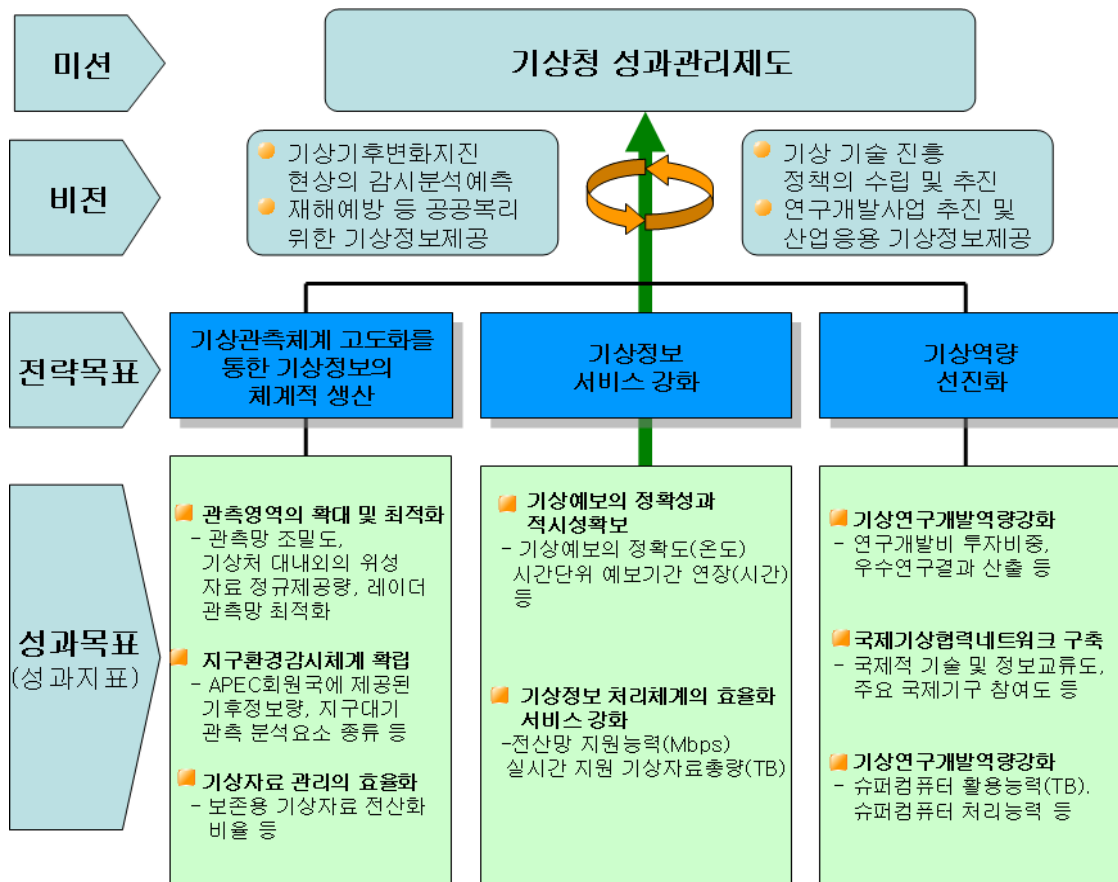 미션
기상청 성과관리제도
비전
기상기후변화지진
현상의 감시분석예측
재해예방 등 공공복리
위한 기상정보제공
기상 기술 진흥
정책의 수립 및 추진
연구개발사업 추진 및
산업응용 기상정보제공
전략목표
기상관측체계 고도화를
통한 기상정보의
체계적 생산
기상정보
서비스 강화
기상역량
선진화
성과목표
(성과지표)
관측영역의 확대 및 최적화
- 관측망 조밀도,
기상처 대내외의 위성
자료 정규제공량, 레이더
관측망 최적화
지구환경감시체계 확립
- APEC회원국에 제공된
기후정보량, 지구대기
관측 분석요소 종류 등
기상자료 관리의 효율화
- 보존용 기상자료 전산화
비율 등
기상예보의 정확성과
적시성확보
- 기상예보의 정확도(온도)
시간단위 예보기간 연장(시간)
등
기상정보 처리체계의 효율화
서비스 강화
-전산망 지원능력(Mbps)
실시간 지원 기상자료총량(TB)
기상연구개발역량강화
- 연구개발비 투자비중,
우수연구결과 산출 등
국제기상협력네트워크 구축
- 국제적 기술 및 정보교류도,
주요 국제기구 참여도 등
기상연구개발역량강화
- 슈퍼컴퓨터 활용능력(TB).
슈퍼컴퓨터 처리능력 등